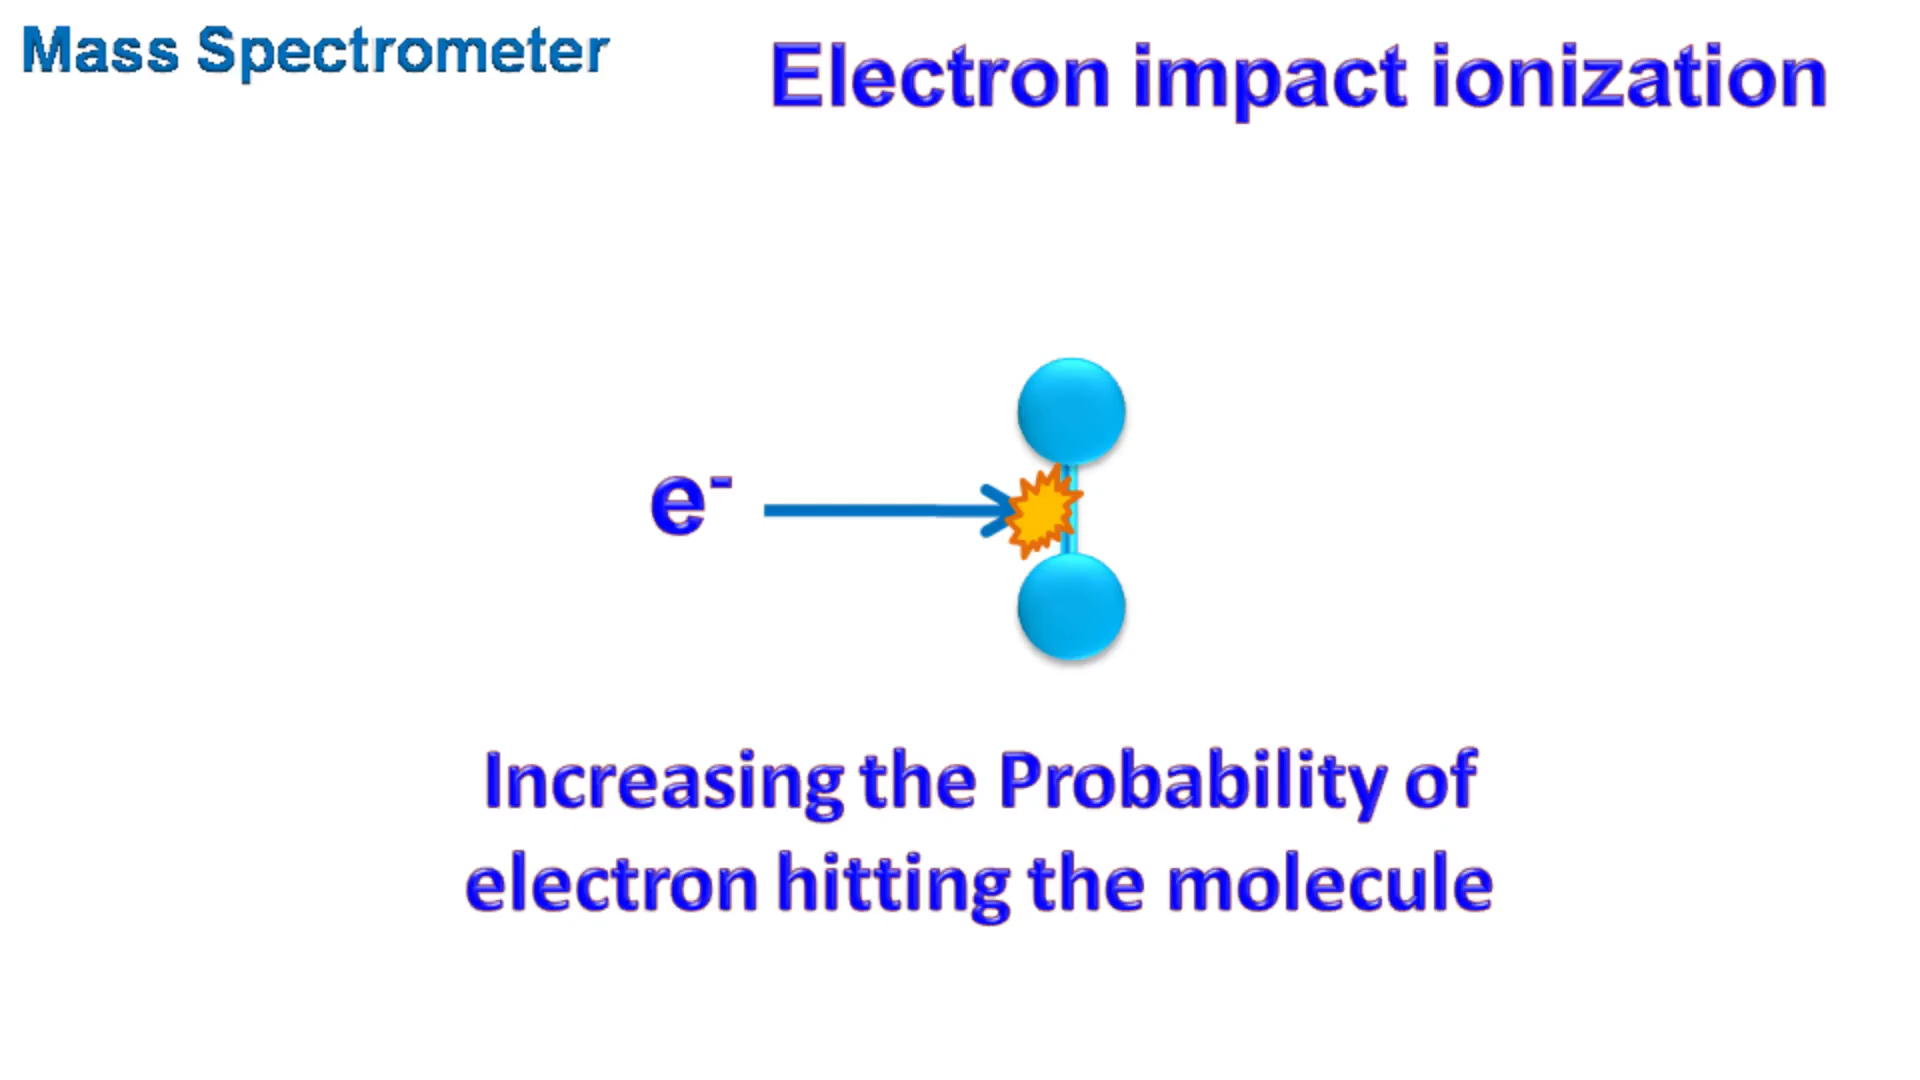 Mass Spectrometer
Electron impact ionization
e-
Increasing the Probability of
electron hitting the molecule